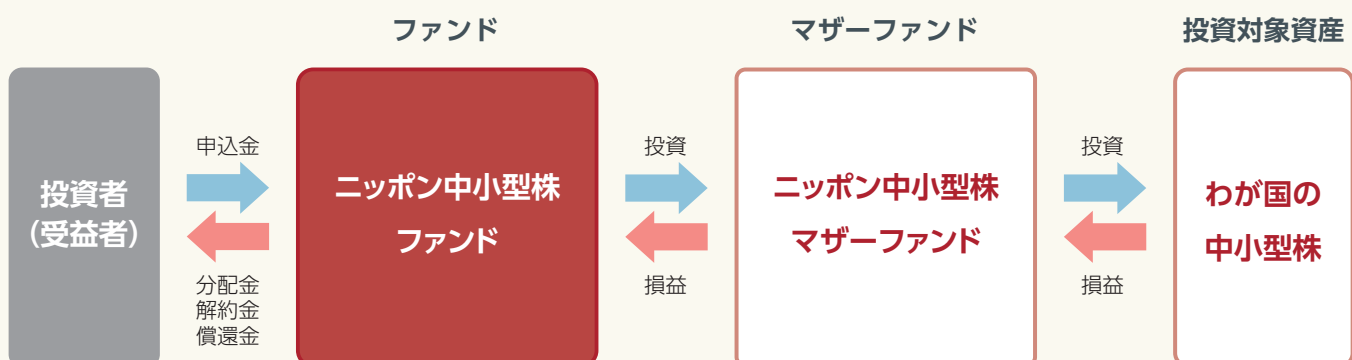 ファンド
マザーファンド
投資対象資産
投資者
(受益者)
申込金
分配金
解約金
償還金
ニッポン中小型株
ファンド
投資
損益
ニッポン中小型株
マザーファンド
投資
損益
わが国の
中小型株